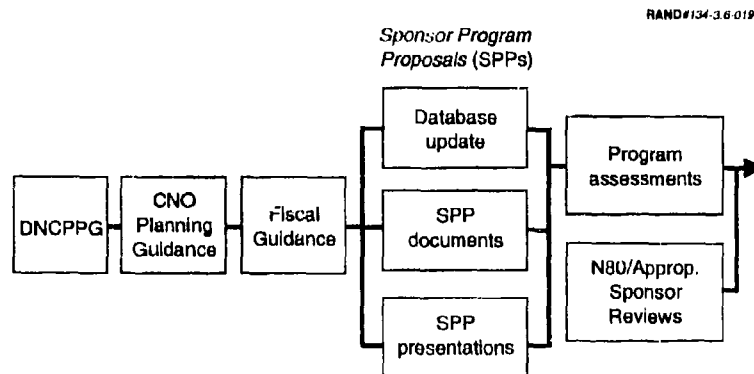 RAND#134-3.6-019
Sponsor Program
Proposals (SPPs)
Database
update
Program
assessments
DNCPPG
CNO
Planning
Guidance
Fiscal
Guidance
SPP
documents
N80/Approp.
Sponsor
Reviews
SPP
presentations